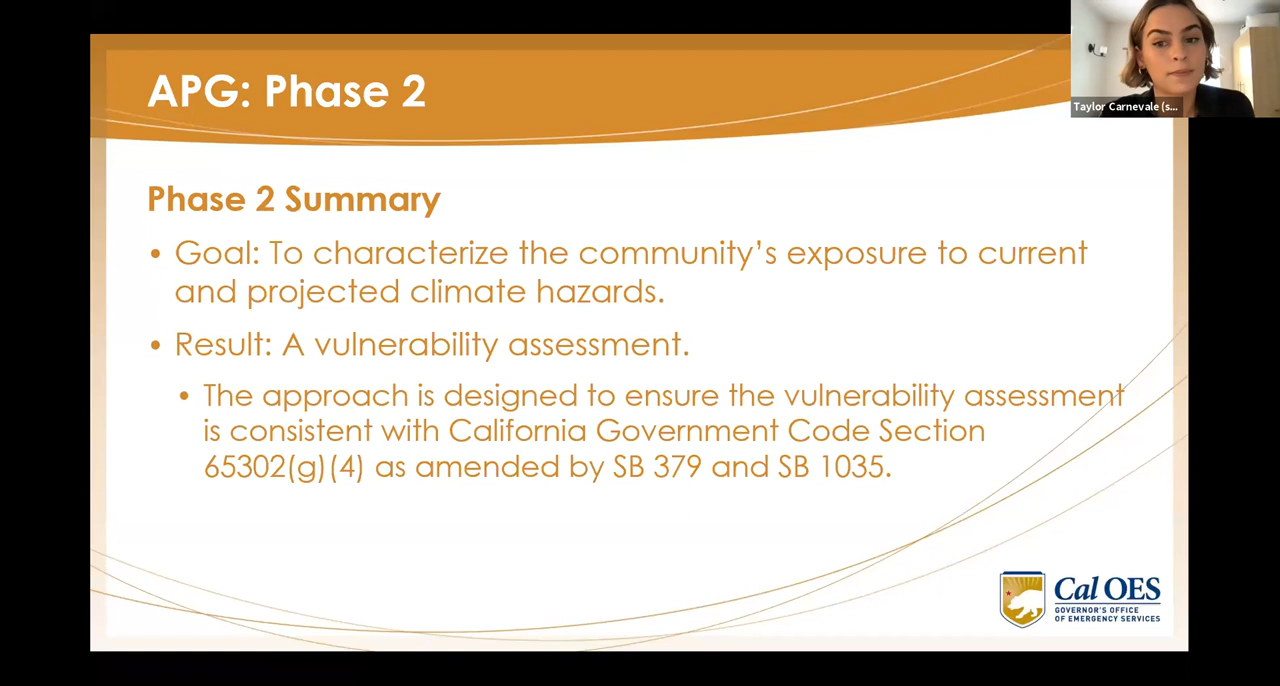 APG: Phase 2
Taylor Carnevale (s...
Phase 2 Summary
• Goal: To characterize the community’s exposure to current
and projected climate hazards.
• Result: A vulnerability assessment.
• The approach is designed to ensure the vulnerability assessment
is consistent with California Government Code Section
65302(g)(4) as amended by SB 379 and SB 1035.
Cal OES
GOVERNOR'S OFFICE
OF EMERGENCY SERVICES